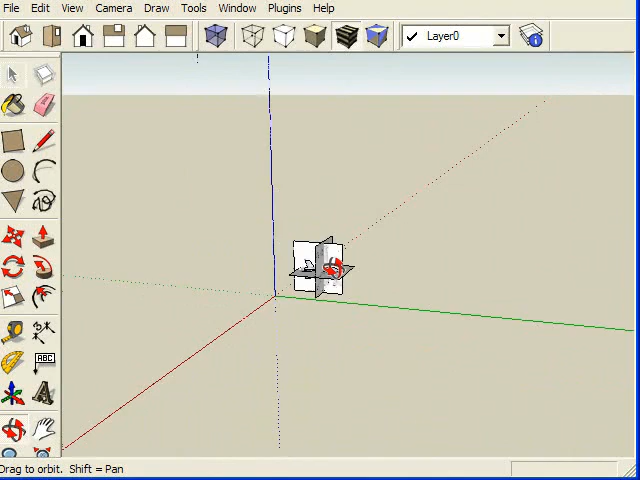 File Edit View Camera Draw Tools Window Plugins Help
Layer0
ABC
A
Drag to orbit. Shift = Pan